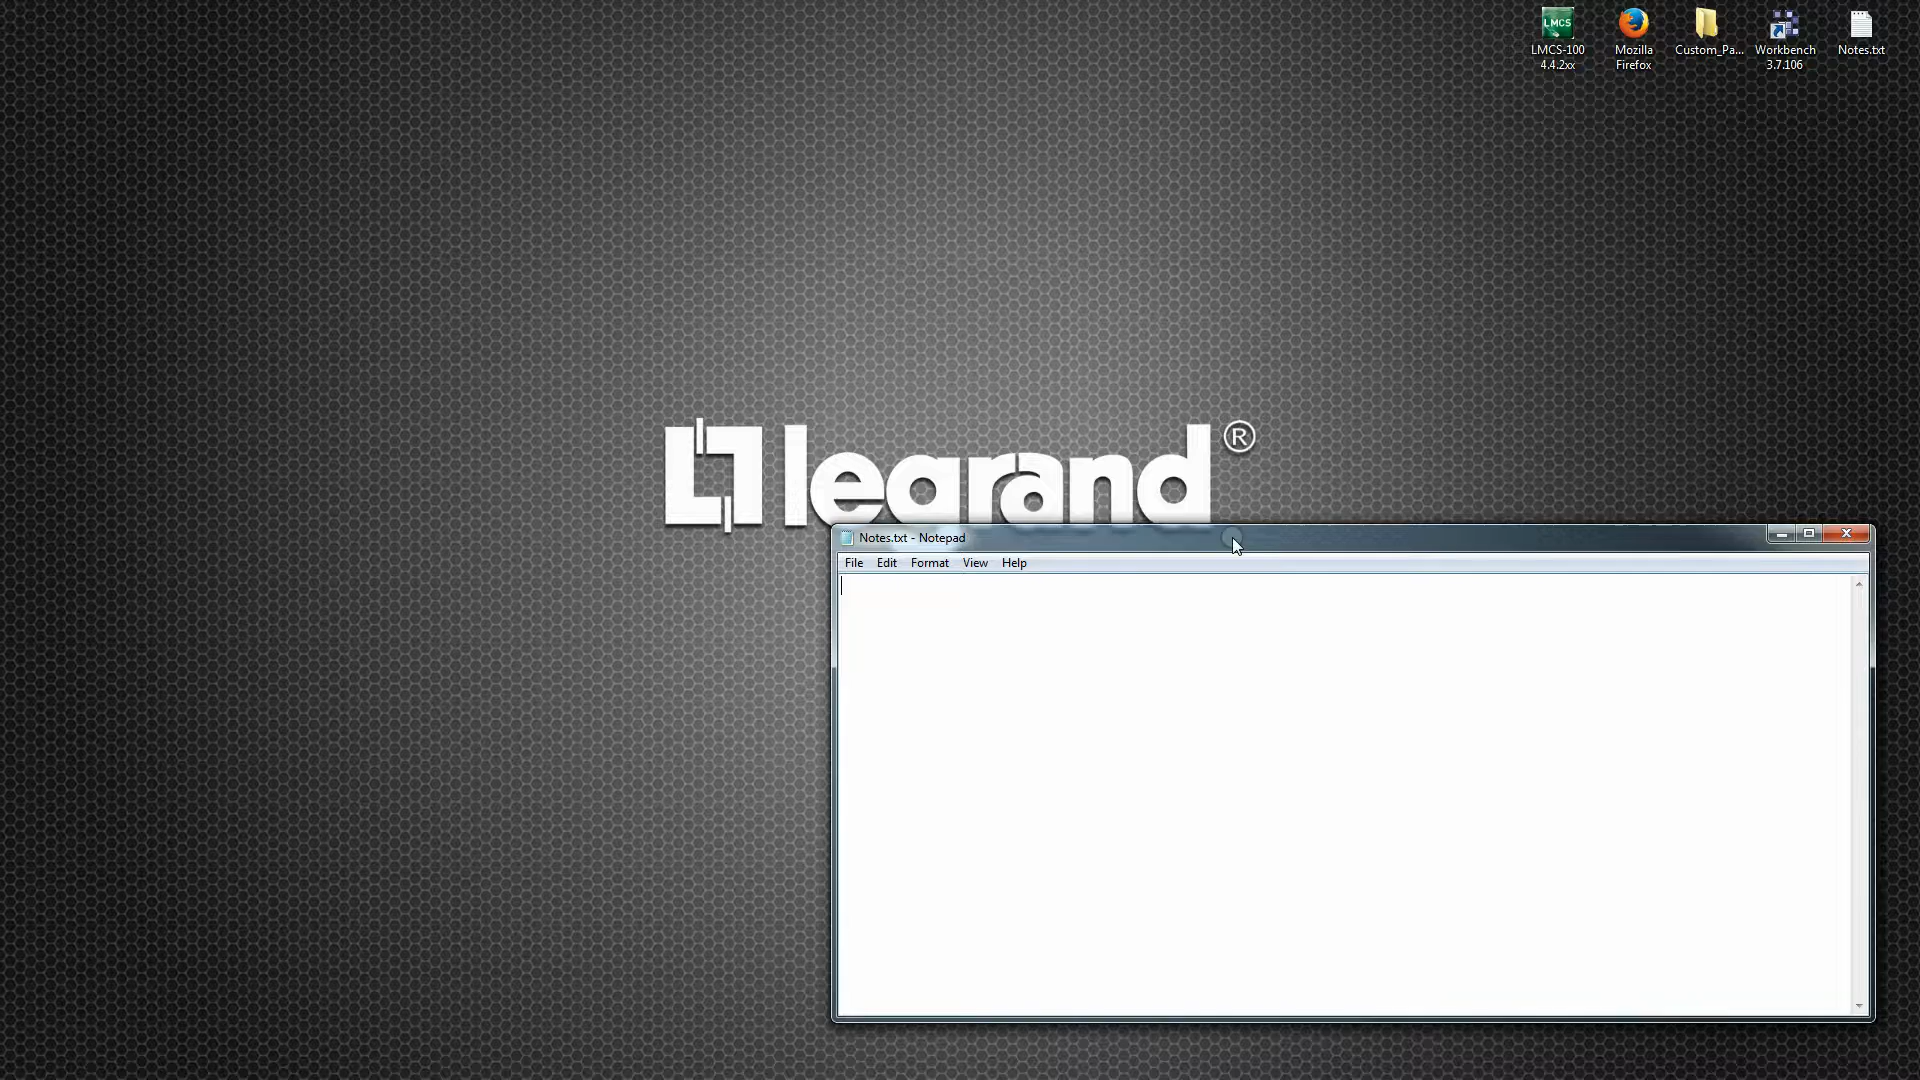 LMCS
LMCS-100
4.4.2xx
Mozilla
Firefox
Custom_Pa...
Workbench
3.7.106
Notes.txt
legrand®
Notes.txt - Notepad
File Edit Format View Help